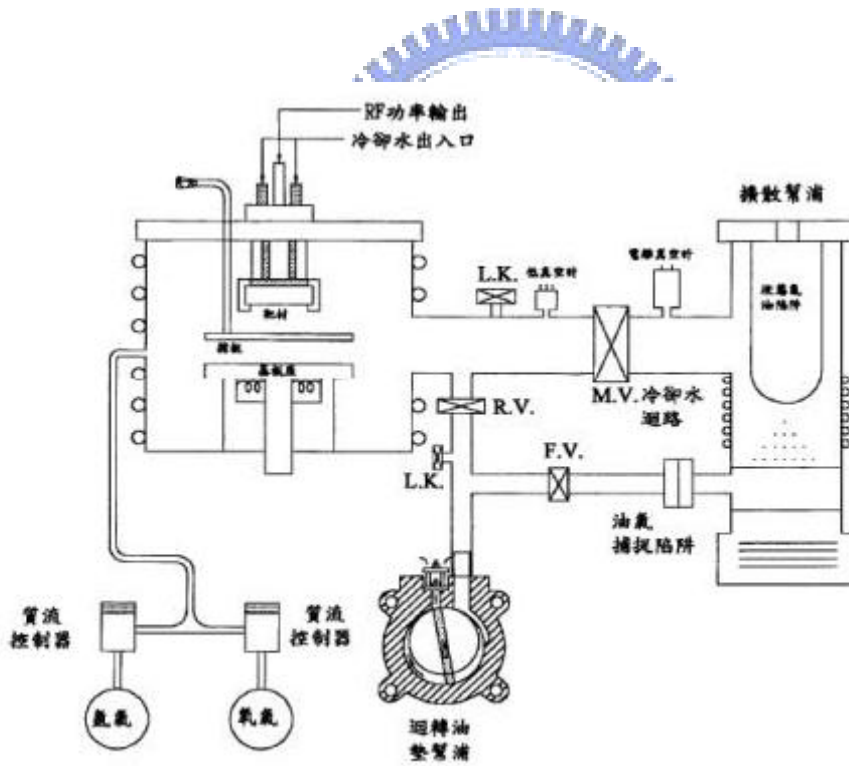 RF功率輸出
冷卻水出入口
擴散幫浦
L.K.
低真空計
電離真空計
液態氮
油陷阱
靶材
擋板
基板座
M.V.冷卻水
迴路
R.V.
F.V.
L.K.
油氣
捕捉陷阱
質流
控制器
質流
控制器
氬氣
氧氣
迴轉油
墊幫浦